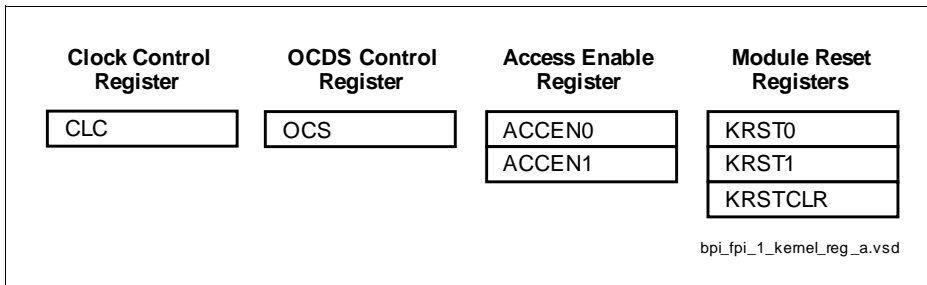 Clock Control
Register
OCDS Control
Register
Access Enable
Register
Module Reset
Registers
CLC
OCS
ACCEN0
ACCEN1
KRST0
KRST1
KRSTCLR
bpi_fpi_1_kernel_reg_a.vsd